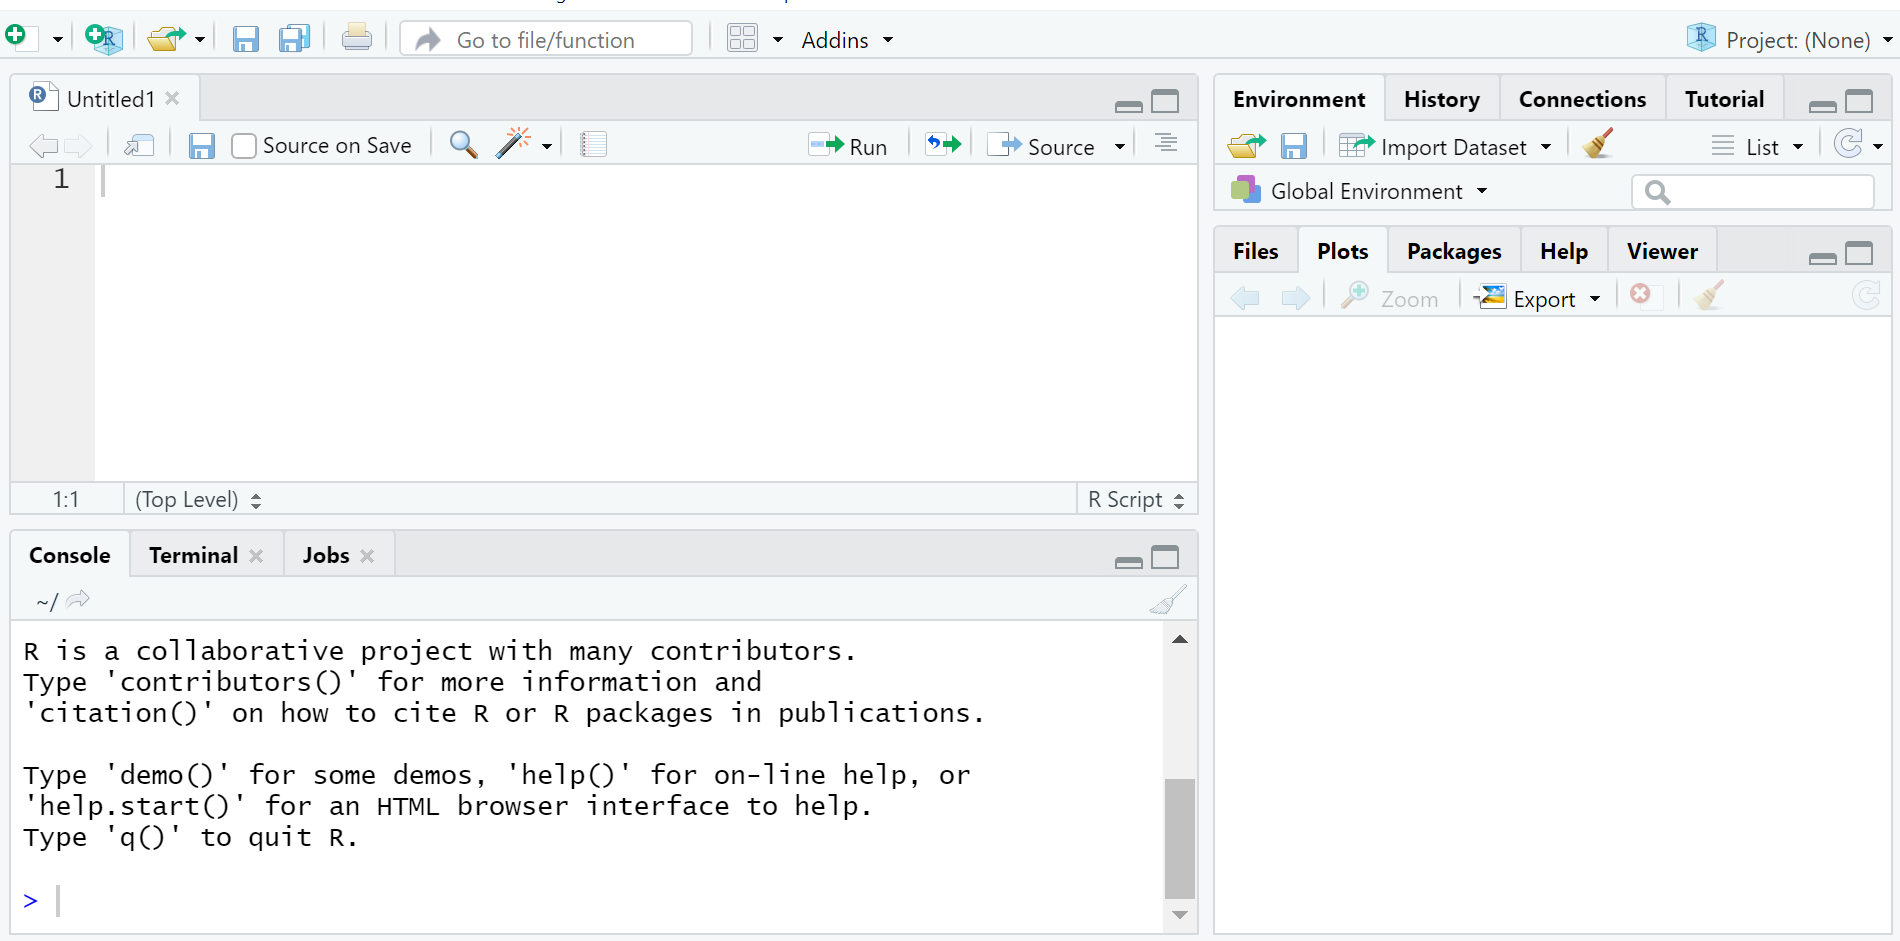 Go to file/function
Addins
Project: (None)
Untitled1
Source on Save
Run
Source
1
1:1
(Top Level)
R Script
Console
Terminal
Jobs
~/
R is a collaborative project with many contributors.
Type 'contributors()' for more information and
'citation()' on how to cite R or R packages in publications.
Type 'demo()' for some demos, 'help()' for on-line help, or
'help.start()' for an HTML browser interface to help.
Type 'q()' to quit R.
>
Environment
History
Connections
Tutorial
Import Dataset
List
Global Environment
Files
Plots
Packages
Help
Viewer
Zoom
Export